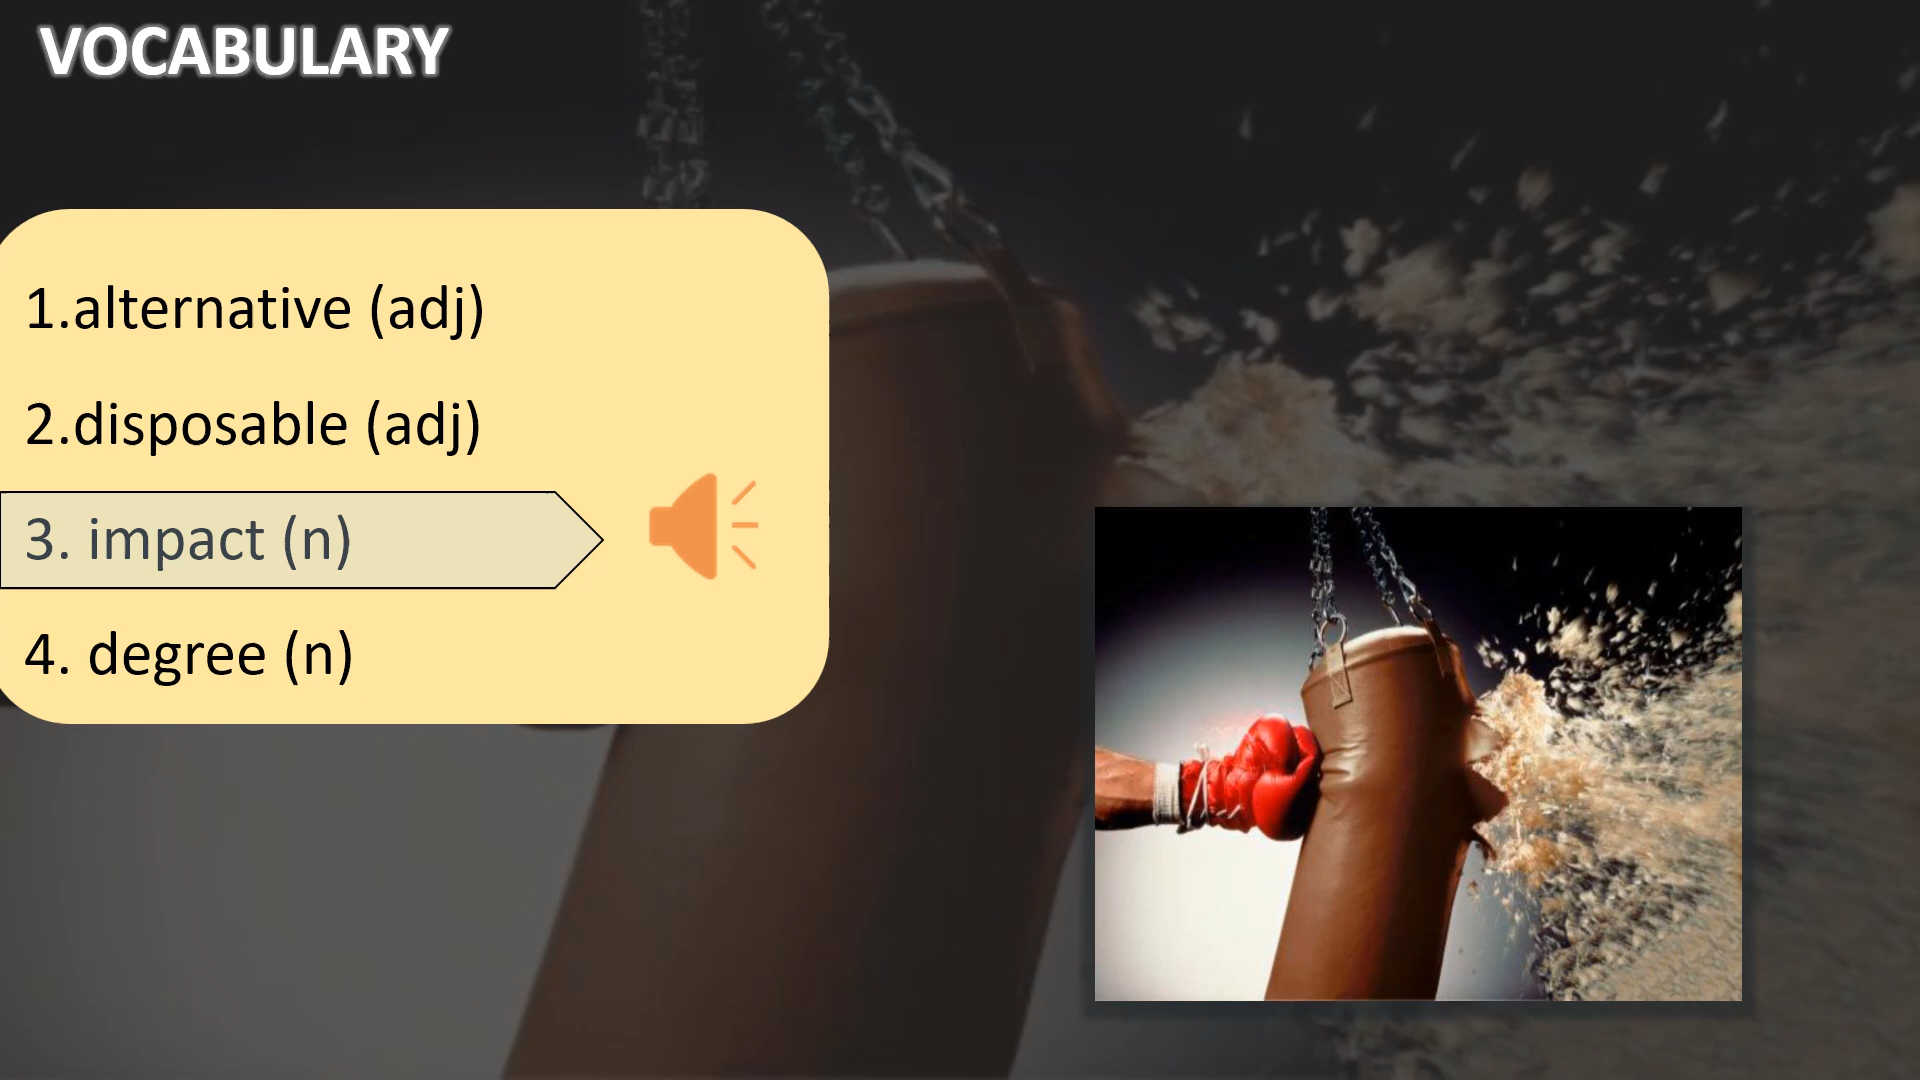 VOCABULARY
1.alternative (adj)
2.disposable (adj)
3. impact (n)
4. degree (n)